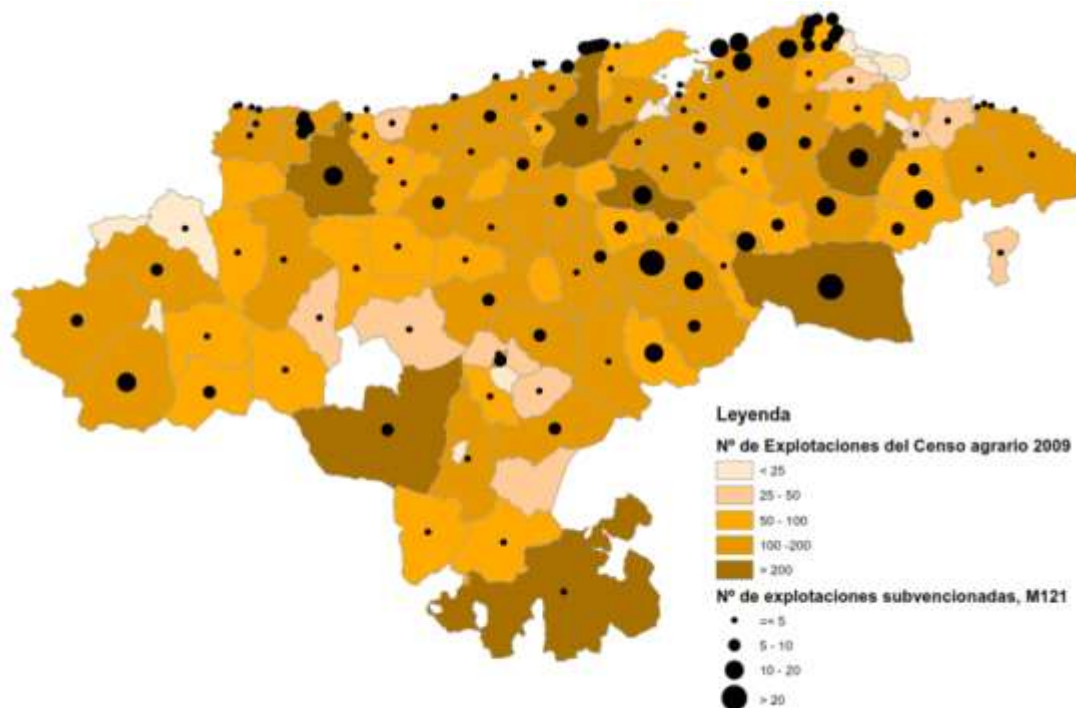 Leyenda
Nº de Explotaciones del Censo agrario 2009
< 25
25 - 50
50 - 100
100 -200
> 200
Nº de explotaciones subvencionadas, M121
=< 5
5 - 10
10 - 20
> 20